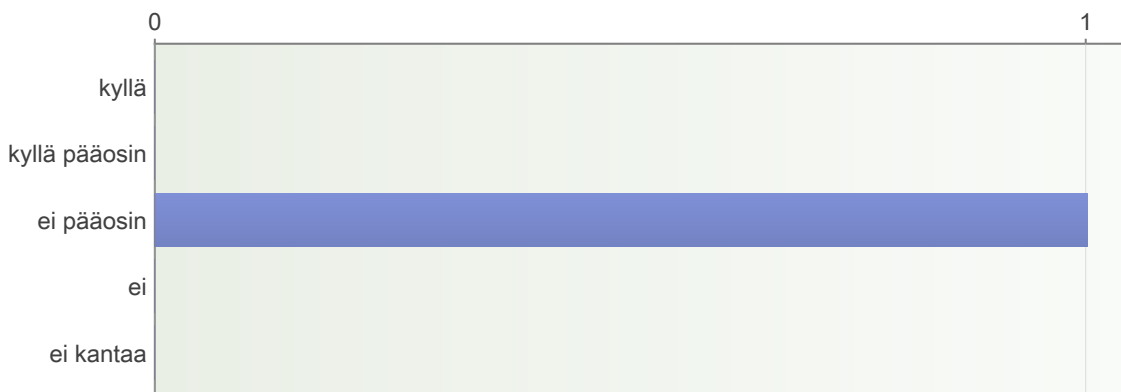 0 1
kyllä
kyllä pääosin
ei pääosin
ei
ei kantaa